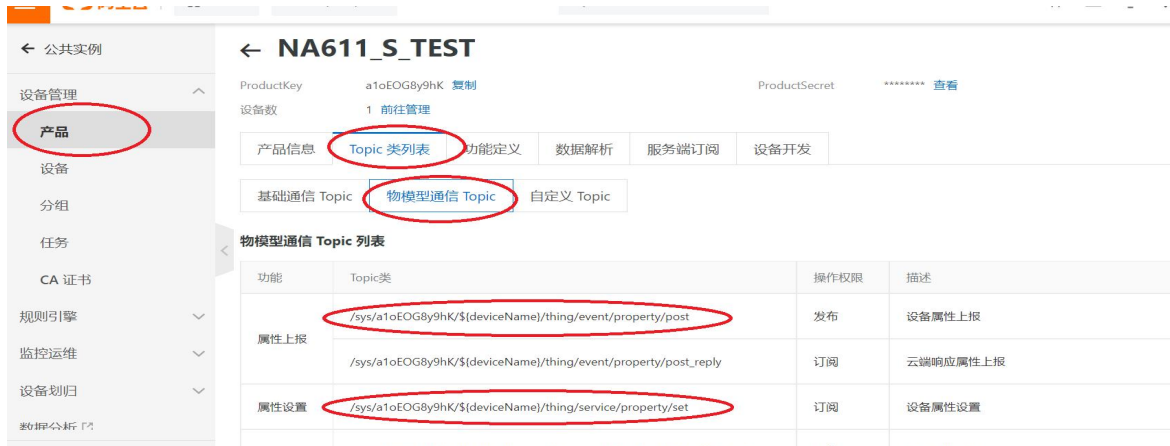 ← 公共实例
← NA611_S_TEST
ProductKey a1oEOG8y9hK 复制 ProductSecret ******** 查看
设备管理
设备数 1 前往管理
产品
产品信息 Topic 类列表 功能定义 数据解析 服务端订阅 设备开发
设备
分组
基础通信 Topic 物模型通信 Topic 自定义 Topic
任务
物模型通信 Topic 列表
CA 证书
功能 Topic类 操作权限 描述
规则引擎
属性上报 /sys/a1oEOG8y9hK/${deviceName}/thing/event/property/post 发布 设备属性上报
监控运维
/sys/a1oEOG8y9hK/${deviceName}/thing/event/property/post_reply 订阅 云端响应属性上报
设备划归
属性设置 /sys/a1oEOG8y9hK/${deviceName}/thing/service/property/set 订阅 设备属性设置
数据分析